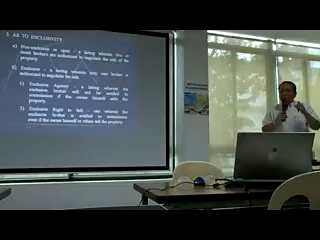 2. AS TO EXCLUSIVITY
a) Non-exclusive or open - a listing wherein two or
more brokers are authorized to negotiate the sale of the
property
b) Exclusive - a listing wherein only one broker is
authorized to negotiate the sale.
1) Exclusive Agency - a listing wherein the
exclusive broker will not be entitled to
commission if the owner himself sells the
property
2) Exclusive Right to Sell - one wherein the
exclusive broker is entitled to commission
even if the owner himself or others sell the property.